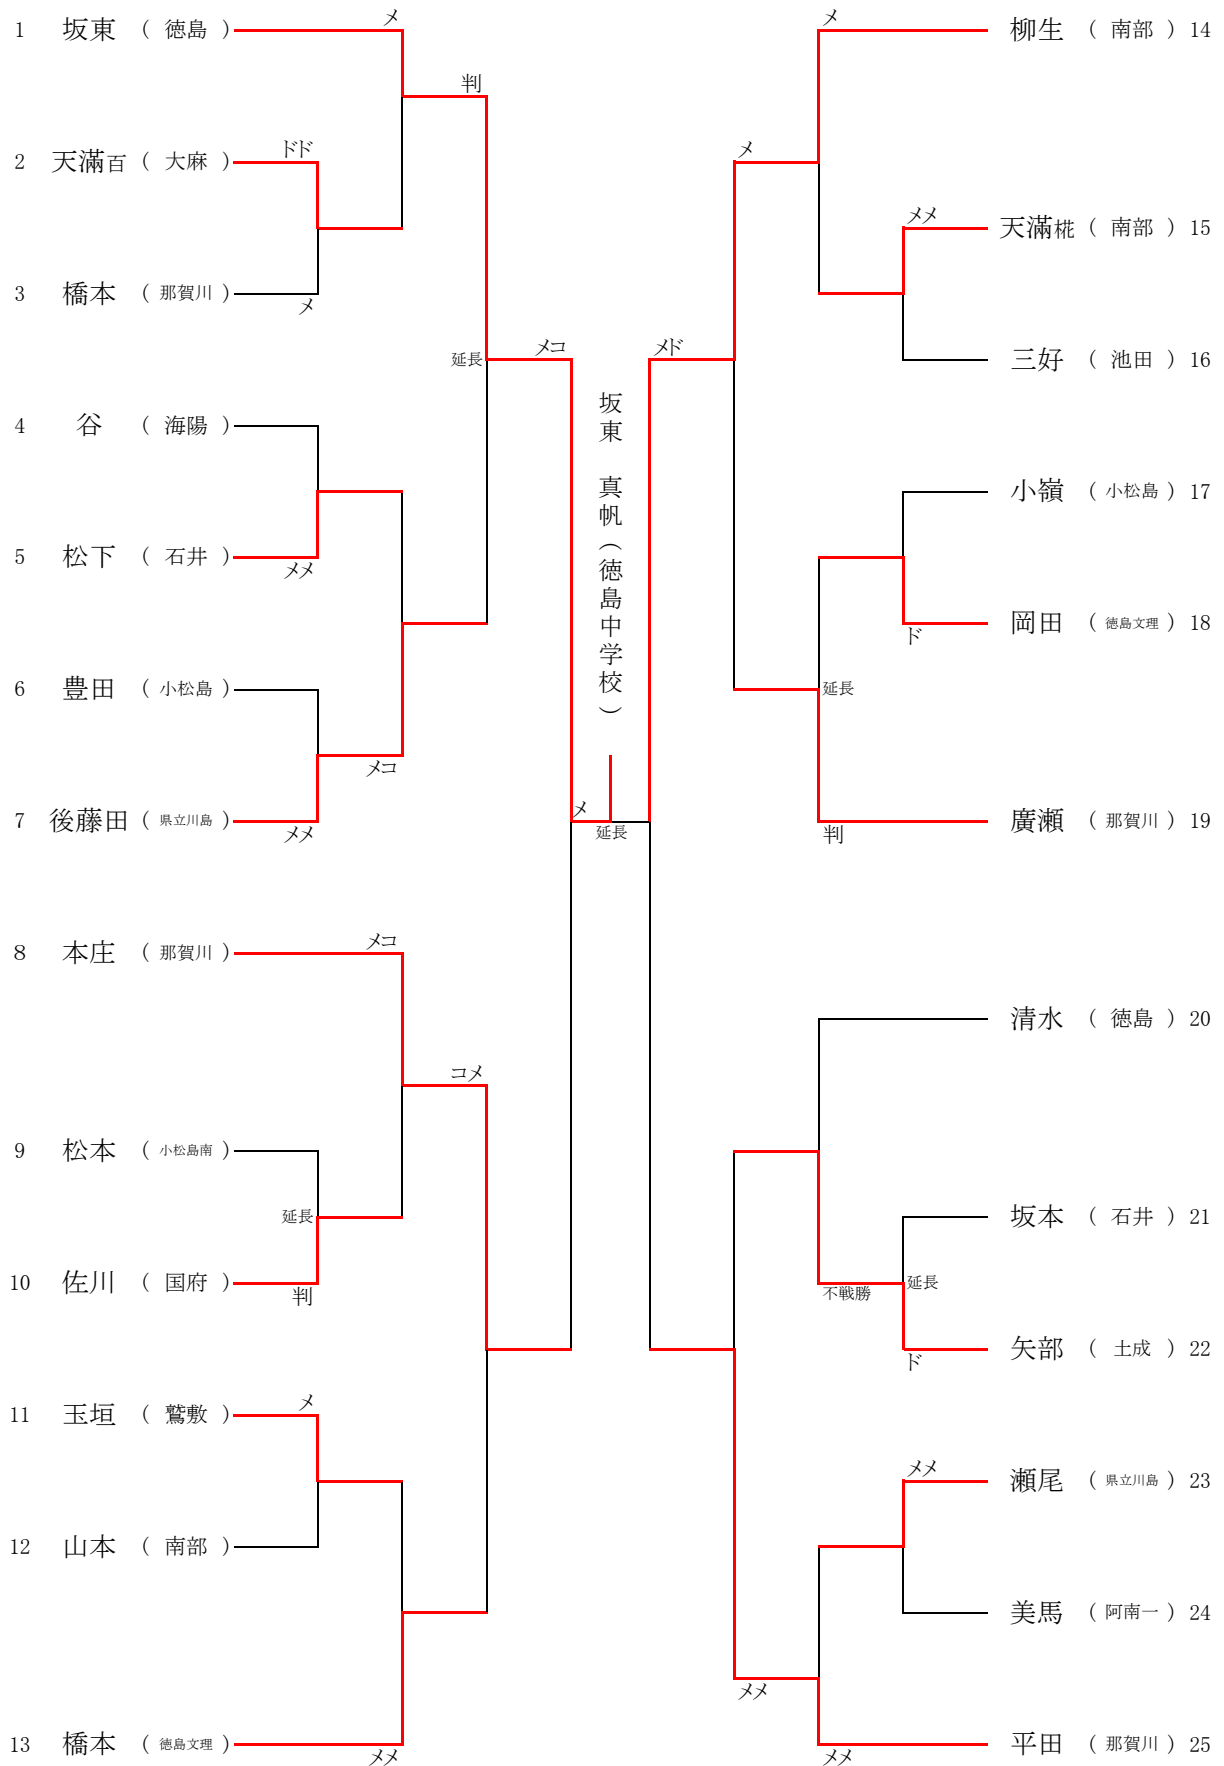 1 坂東 ( 徳島 )
メ
判
2 天滿百 ( 大麻 )
ドド
3 橋本 ( 那賀川 )
メ
延長
メコ
4 谷 ( 海陽 )
5 松下 ( 石井 )
メメ
6 豊田 ( 小松島 )
メコ
7 後藤田 ( 県立川島 )
メメ
8 本庄 ( 那賀川 )
メコ
コメ
9 松本 ( 小松島南 )
延長
10 佐川 ( 国府 )
判
11 玉垣 ( 鷲敷 )
メ
12 山本 ( 南部 )
13 橋本 ( 徳島文理 )
メメ
坂東 真帆(徳島中学校)
メ
延長
メ
柳生 ( 南部 ) 14
メ
メメ
天滿椛 ( 南部 ) 15
メド
三好 ( 池田 ) 16
小嶺 ( 小松島 ) 17
岡田 ( 徳島文理 ) 18
ド
延長
廣瀬 ( 那賀川 ) 19
判
清水 ( 徳島 ) 20
坂本 ( 石井 ) 21
不戦勝
延長
矢部 ( 土成 ) 22
ド
メメ
瀬尾 ( 県立川島 ) 23
美馬 ( 阿南一 ) 24
メメ
平田 ( 那賀川 ) 25
メメ